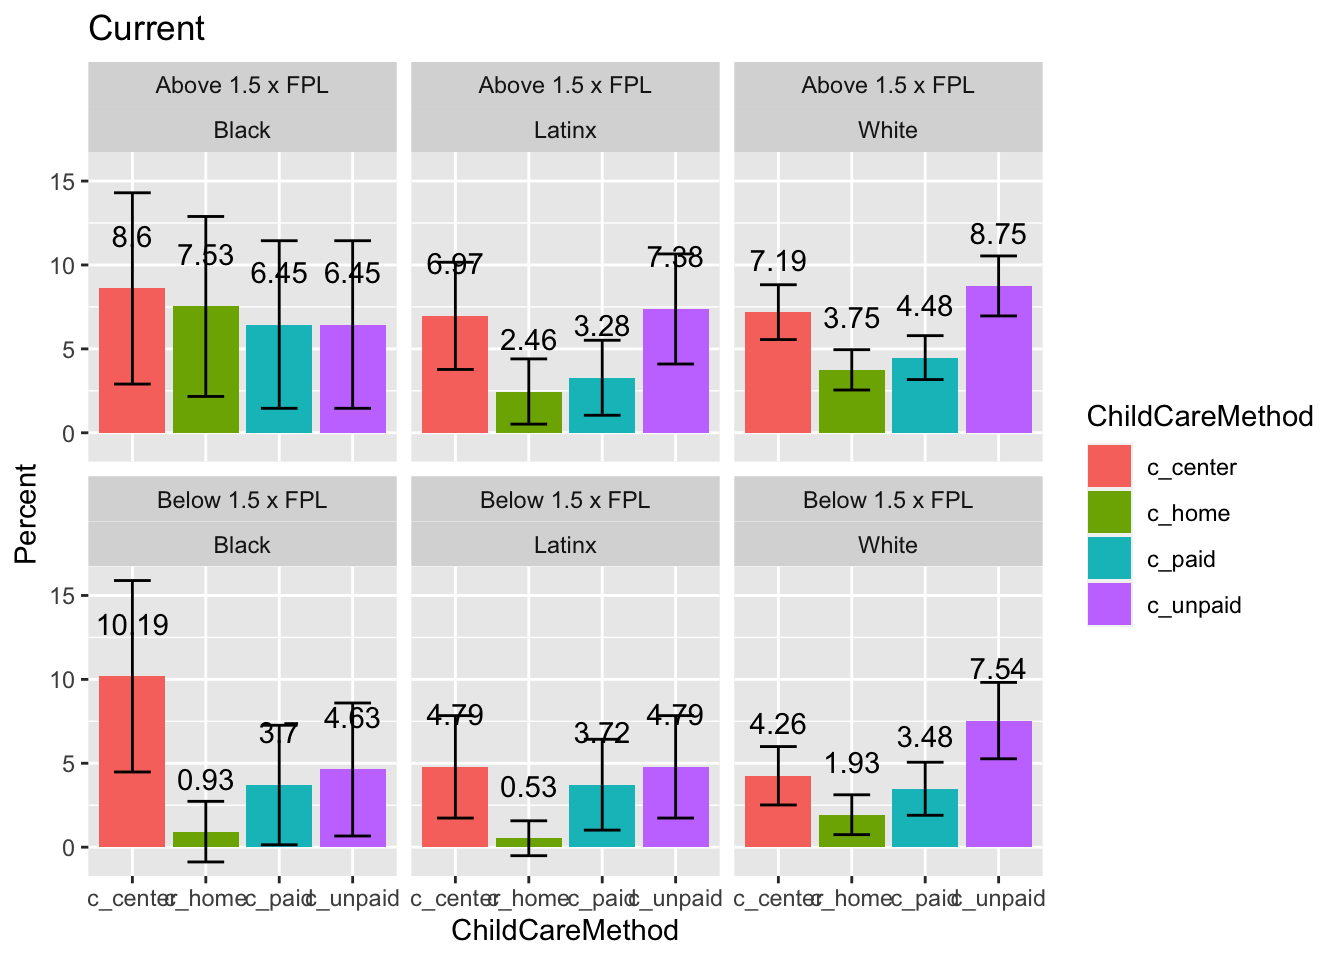 Current
Above 1.5 x FPL
Black
Above 1.5 x FPL
Latinx
Above 1.5 x FPL
White
15
10
5
0
8.6
7.53
6.45
6.45
6.97
2.46
3.28
7.38
7.19
3.75
4.48
8.75
Below 1.5 x FPL
Black
Below 1.5 x FPL
Latinx
Below 1.5 x FPL
White
15
10
5
0
10.19
0.93
3.7
4.63
4.79
0.53
3.72
4.79
4.26
1.93
3.48
7.54
c_center c_home c_paid c_unpaid
c_center c_home c_paid c_unpaid
c_center c_home c_paid c_unpaid
ChildCareMethod
Percent
ChildCareMethod
c_center
c_home
c_paid
c_unpaid